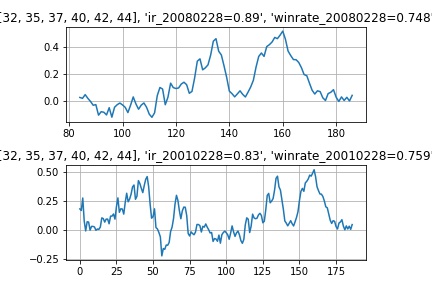 [32, 35, 37, 40, 42, 44], 'ir_20080228=0.89', 'winrate_20080228=0.748'
0.4
0.2
0.0
80 100 120 140 160 180
[32, 35, 37, 40, 42, 44], 'ir_20010228=0.83', 'winrate_20010228=0.759'
0.50
0.25
0.00
−0.25
0 25 50 75 100 125 150 175